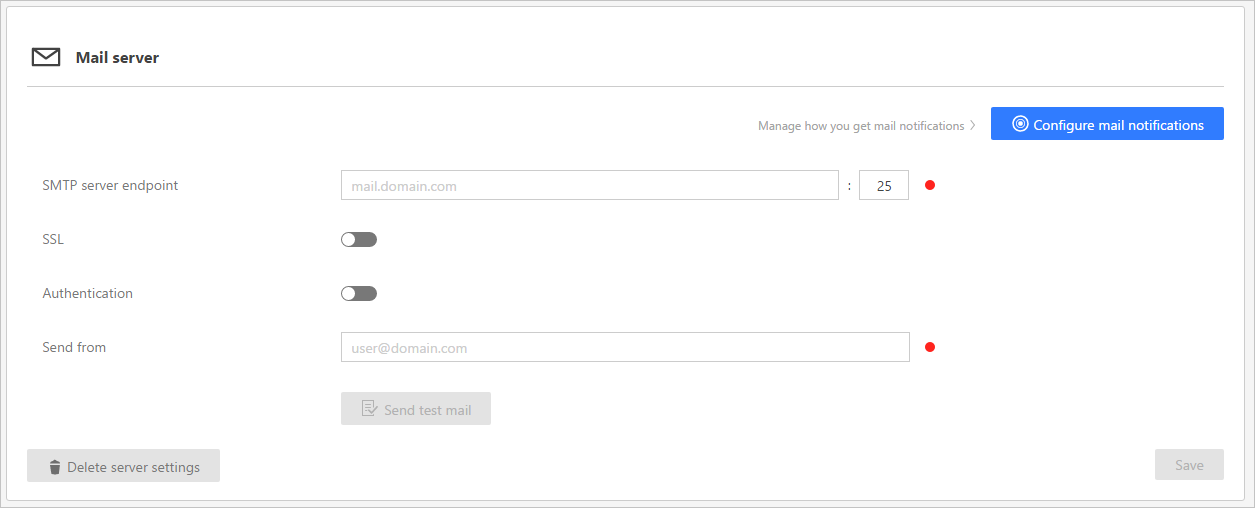 Mail server
Manage how you get mail notifications
Configure mail notifications
SMTP server endpoint
mail.domain.com : 25
SSL
Authentication
Send from
user@domain.com
Send test mail
Delete server settings
Save